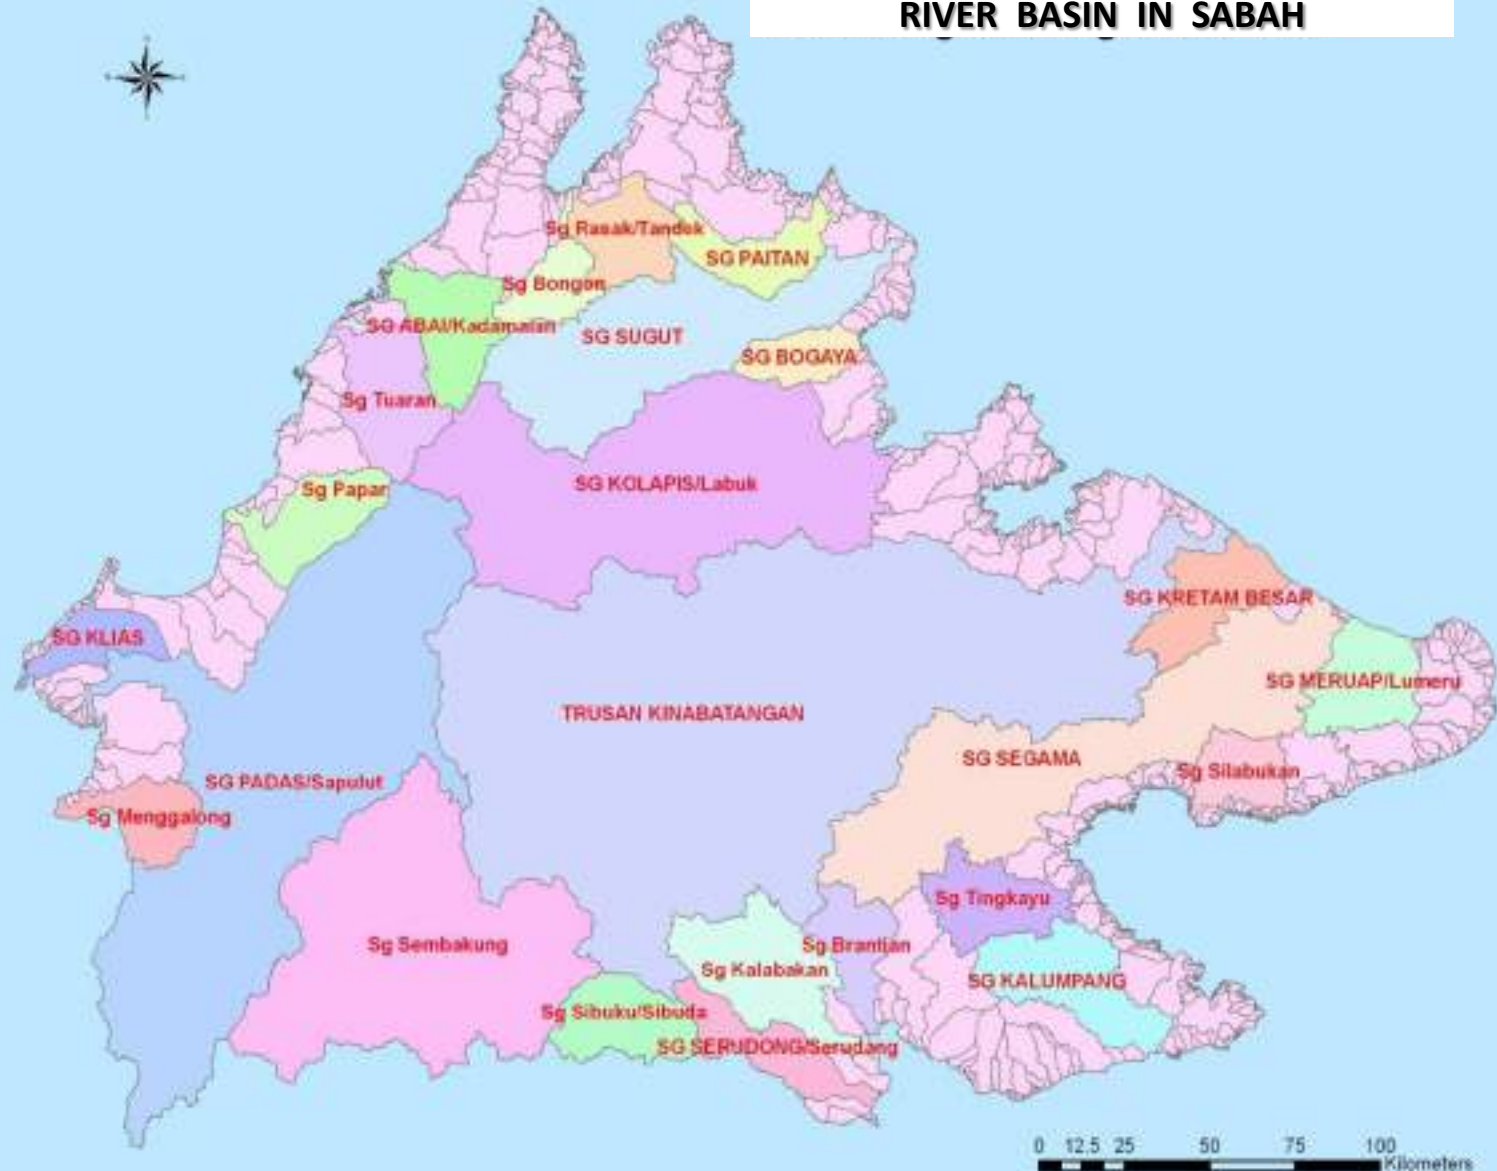 RIVER BASIN IN SABAH
Sg Rasak/Tandek
SG PAITAN
Sg Bongon
SG ABAI/Kadamaian
SG SUGUT
SG BOGAYA
Sg Tuaran
SG KOLAPIS/Labuk
Sg Papar
SG KRETAM BESAR
SG KLIAS
SG MERUAP/Lumeru
TRUSAN KINABATANGAN
SG SEGAMA
Sg Silabukan
SG PADAS/Sapulut
Sg Menggalong
Sg Tingkayu
Sg Sembakung
Sg Brantian
Sg Kalabakan
SG KALUMPANG
Sg Sibuku/Sibuda
SG SERUDONG/Serudang
0 12.5 25 50 75 100
Kilometers